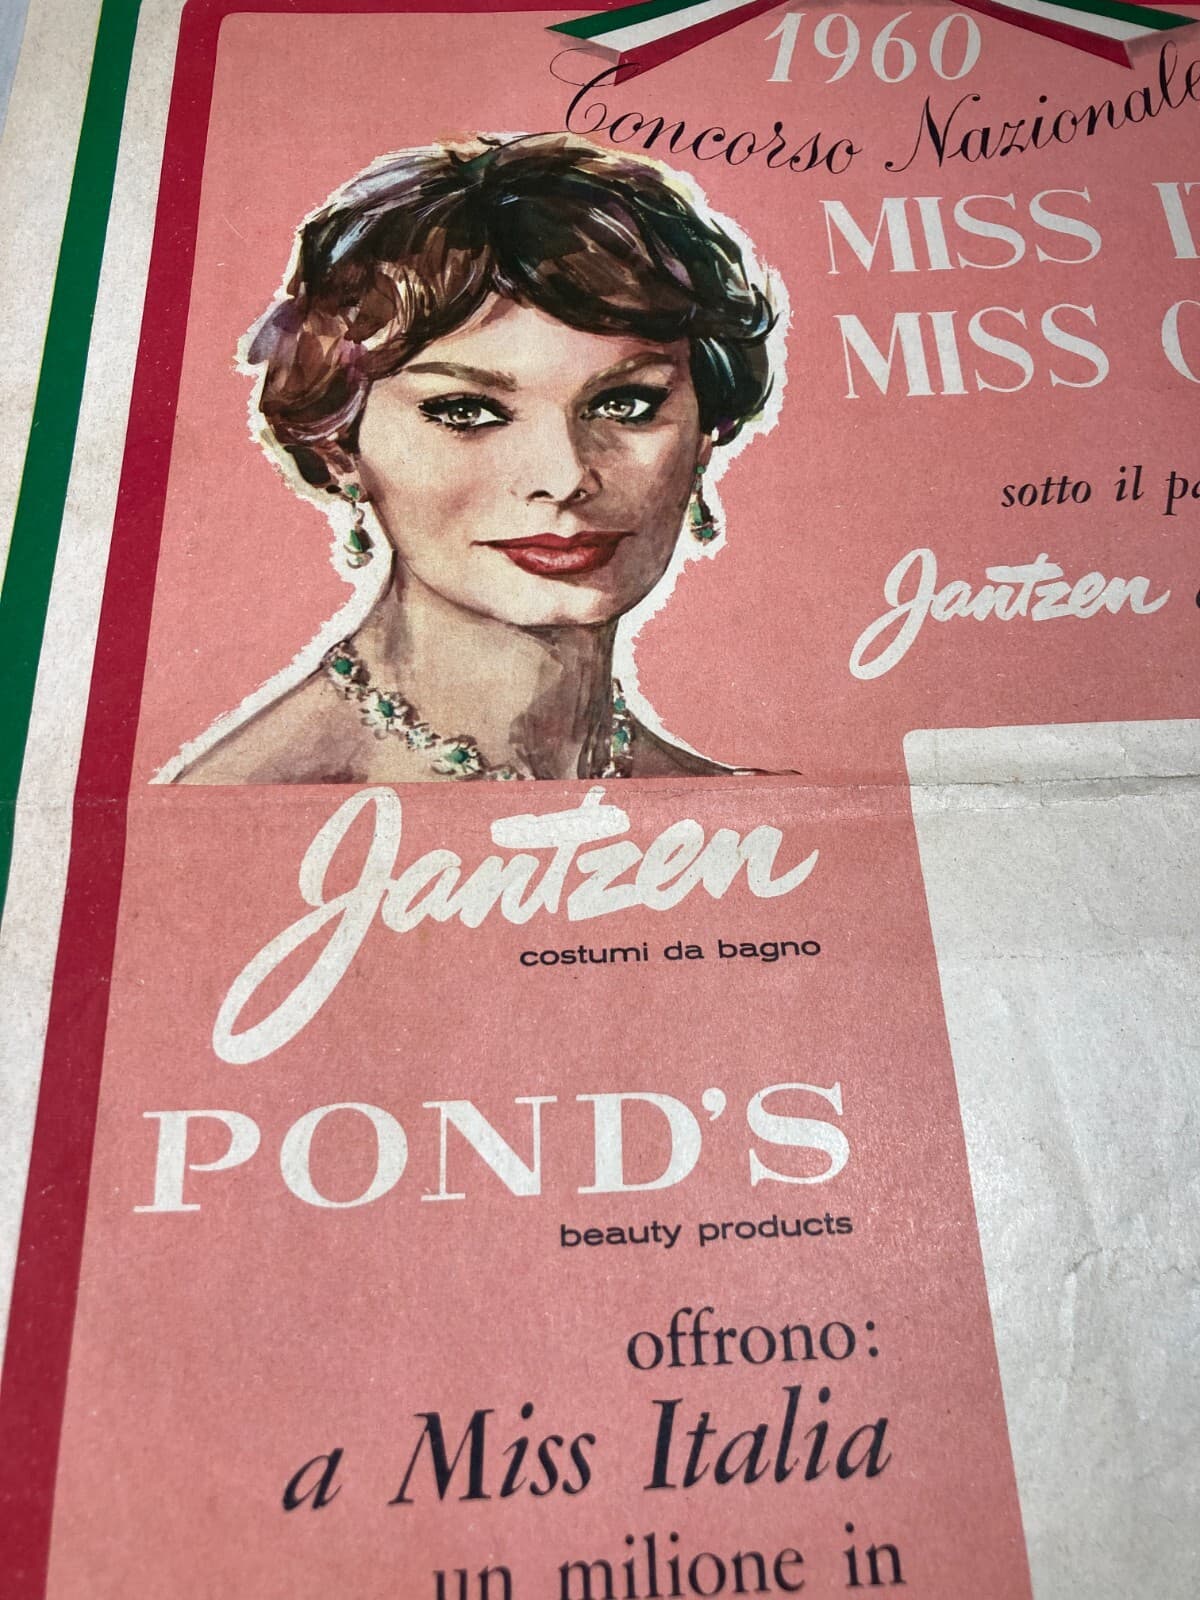 1960
Concorso Nazionale
MISS
MISS
sotto il
Jantzen
Jantzen
costumi da bagno
POND'S
beauty products
offrono:
a Miss Italia
un milione in